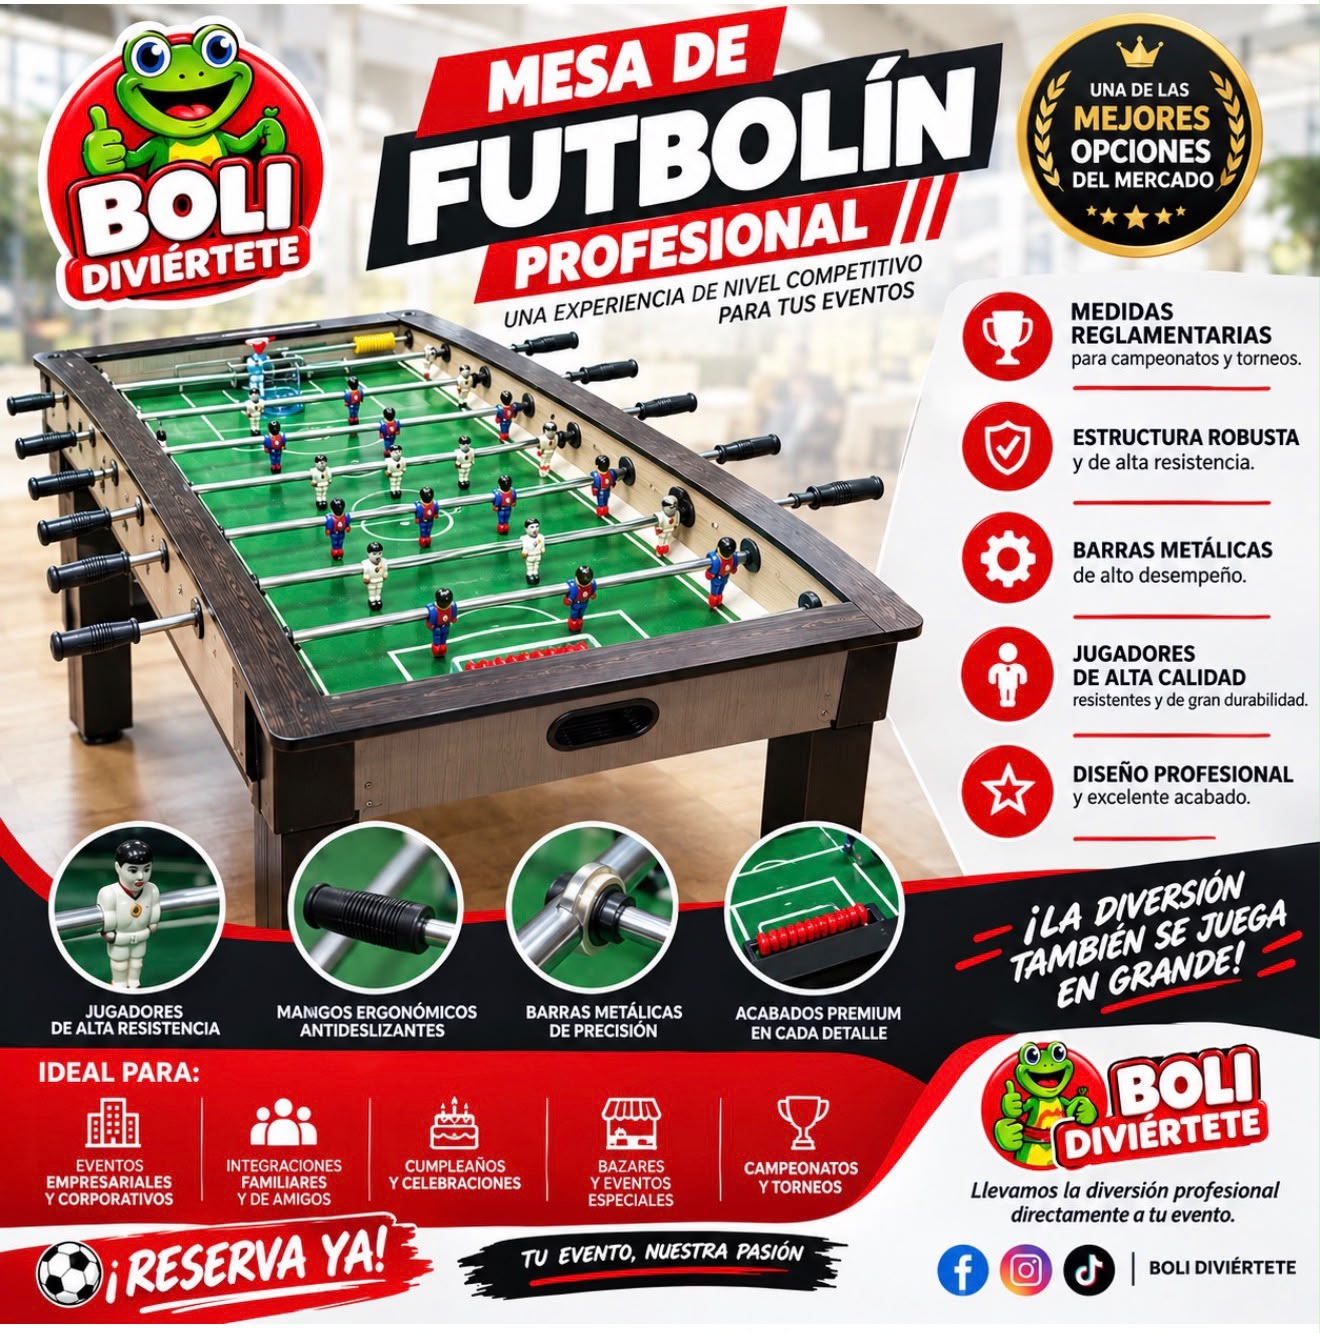 BOLI
DIVIÉRTETE
MESA DE
FUTBOLÍN
PROFESIONAL
UNA EXPERIENCIA DE NIVEL COMPETITIVO
PARA TUS EVENTOS
UNA DE LAS
MEJORES
OPCIONES
DEL MERCADO
MEDIDAS
REGLAMENTARIAS
para campeonatos y torneos.
ESTRUCTURA ROBUSTA
y de alta resistencia.
BARRAS METÁLICAS
de alto desempeño.
JUGADORES
DE ALTA CALIDAD
resistentes y de gran durabilidad.
DISEÑO PROFESIONAL
y excelente acabado.
JUGADORES
DE ALTA RESISTENCIA
MANGOS ERGONÓMICOS
ANTIDESLIZANTES
BARRAS METÁLICAS
DE PRECISIÓN
ACABADOS PREMIUM
EN CADA DETALLE
¡LA DIVERSIÓN
TAMBIÉN SE JUEGA
EN GRANDE!
IDEAL PARA:
EVENTOS
EMPRESARIALES
Y CORPORATIVOS
INTEGRACIONES
FAMILIARES
Y DE AMIGOS
CUMPLEAÑOS
Y CELEBRACIONES
BAZARES
Y EVENTOS
ESPECIALES
CAMPEONATOS
Y TORNEOS
BOLI
DIVIÉRTETE
Llevamos la diversión profesional
directamente a tu evento.
¡RESERVA YA!
TU EVENTO, NUESTRA PASIÓN
BOLI DIVIÉRTETE